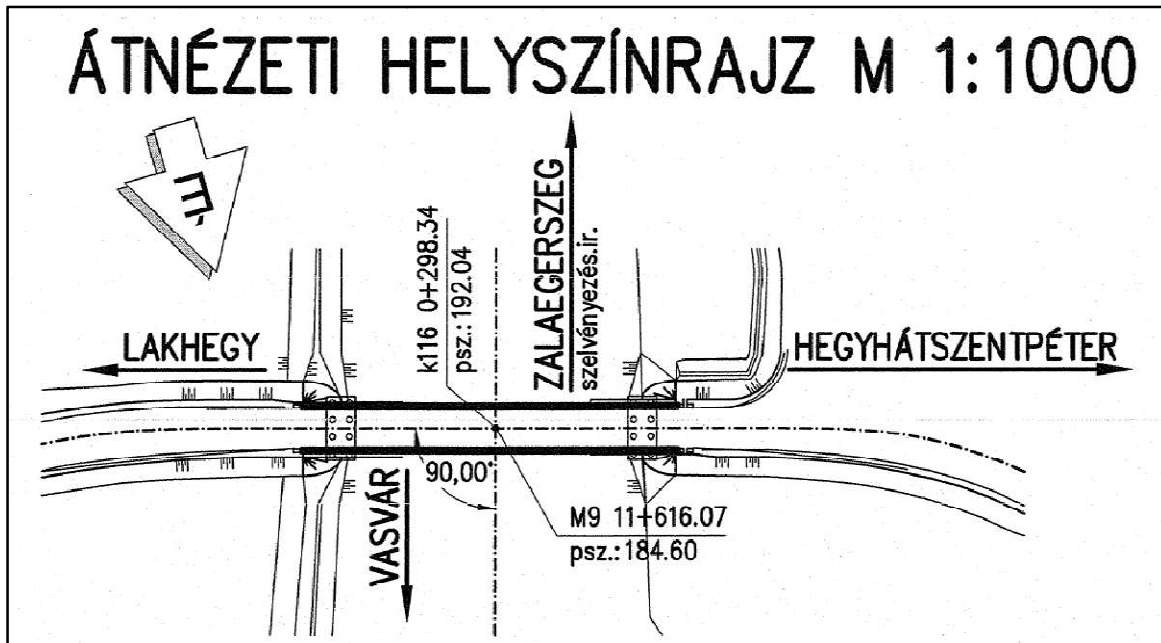 ÁTNÉZETI HELYSZÍNRAJZ M 1:1000
É
k116 0+298.34
psz.:192.04
ZALAEGERSZEG
szelvényezés.ir.
LAKHEGY
HEGYHÁTSZENTPÉTER
90,00°
VASVÁR
M9 11+616.07
psz.:184.60